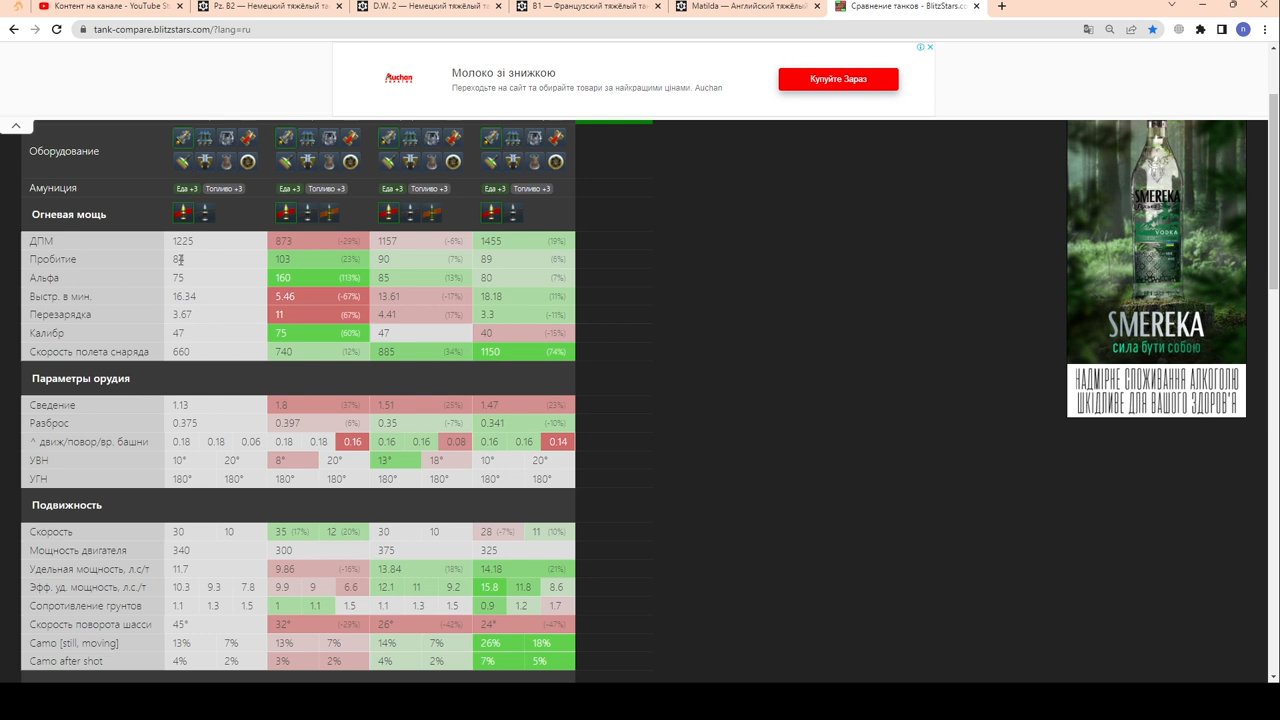 Контент на канале - YouTube St
Pz. B2 — Немецкий тяжёлый т
D.W. 2 — Немецкий тяжёлый та
B1 — Французский тяжёлый та
Matilda — Английский тяжёлый
Сравнение танков - BlitzStars.co
tank-compare.blitzstars.com/?lang=ru
n
Auchen
Молоко зі знижкою
Переходьте на сайт та обирайте товари за найкращими цінами. Auchan
Купуйте Зараз
Оборудование
Амуниция Еда +3 Топливо +3 Еда +3 Топливо +3 Еда +3 Топливо +3 Еда +3 Топливо +3
Огневая мощь
ДПМ 1225 873 (-29%) 1157 (-6%) 1455 (19%)
Пробитие 103 (23%) 90 (7%) 89 (6%)
Альфа 75 160 (113%) 85 (13%) 80 (7%)
Выстр. в мин. 16.34 5.46 (-67%) 13.61 (-17%) 18.18 (11%)
Перезарядка 3.67 11 (67%) 4.41 (17%) 3.3 (-11%)
Калибр 47 75 (60%) 47 40 (-15%)
Скорость полета снаряда 660 740 (12%) 885 (34%) 1150 (74%)
Параметры орудия
Сведение 1.13 1.8 (37%) 1.51 (25%) 1.47 (23%)
Разброс 0.375 0.397 (6%) 0.35 (-7%) 0.341 (-10%)
^ движ/повор/вр. башни 0.18 0.18 0.06 0.18 0.18 0.16 0.16 0.16 0.08 0.16 0.16 0.14
УВН 10° 20° 8° 20° 13° 18° 10° 20°
УГН 180° 180° 180° 180° 180° 180° 180° 180°
Подвижность
Скорость 30 10 35 (17%) 12 (20%) 30 10 28 (-7%) 11 (10%)
Мощность двигателя 340 300 375 325
Удельная мощность, л.с/т 11.7 9.86 (-16%) 13.84 (18%) 14.18 (21%)
Эфф. уд. мощность, л.с./т 10.3 9.3 7.8 9.9 9 6.6 12.1 11 9.2 15.8 11.8 8.6
Сопротивление грунтов 1.1 1.3 1.5 1 1.1 1.5 1.1 1.3 1.5 0.9 1.2 1.7
Скорость поворота шасси 45° 32° (-29%) 26° (-42%) 24° (-47%)
Camo [still, moving] 13% 7% 13% 7% 14% 7% 26% 18%
Camo after shot 4% 2% 3% 2% 4% 2% 7% 5%
SMEREKA
VODKA
SMEREKA
сила бути собою
НАДМІРНЕ СПОЖИВАННЯ АЛКОГОЛЮ
ШКІДЛИВЕ ДЛЯ ВАШОГО ЗДОРОВ'Я